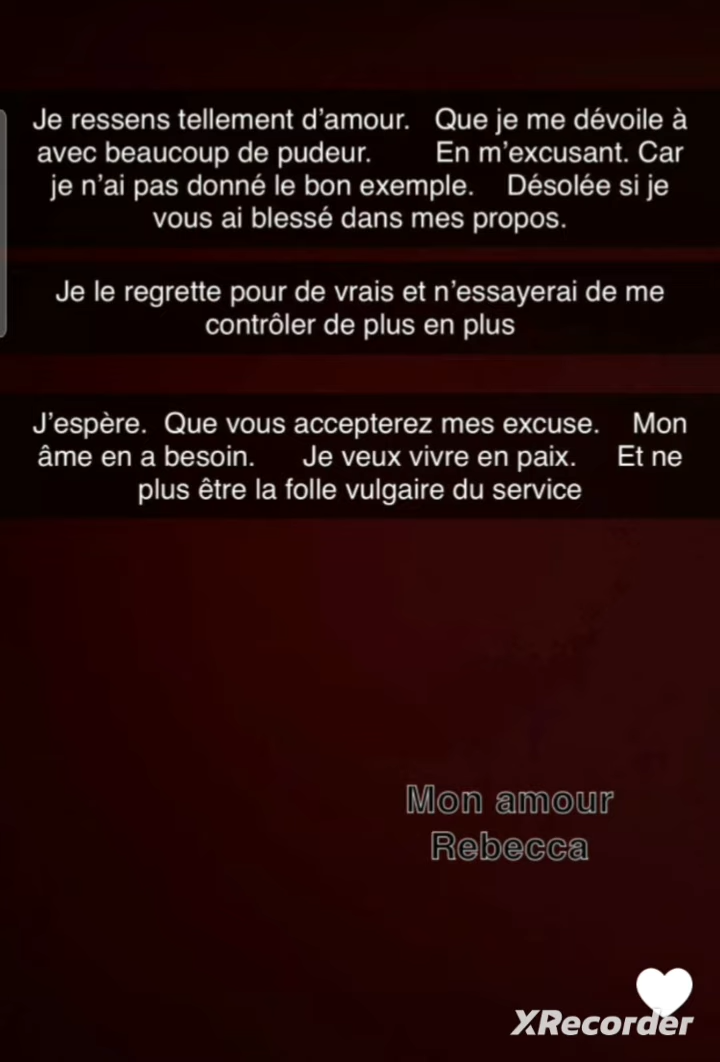 Je ressens tellement d’amour. Que je me dévoile à
avec beaucoup de pudeur. En m’excusant. Car
je n’ai pas donné le bon exemple. Désolée si je
vous ai blessé dans mes propos.
Je le regrette pour de vrais et n’essayerai de me
contrôler de plus en plus
J’espère. Que vous accepterez mes excuse. Mon
âme en a besoin. Je veux vivre en paix. Et ne
plus être la folle vulgaire du service
Mon amour
Rebecca
XRecorder